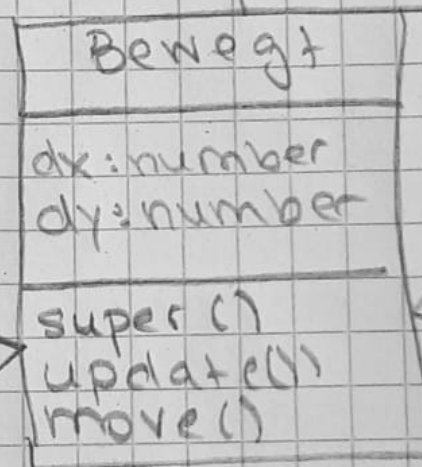 Bewegt
dx: number
dy: number
super()
update()
move()